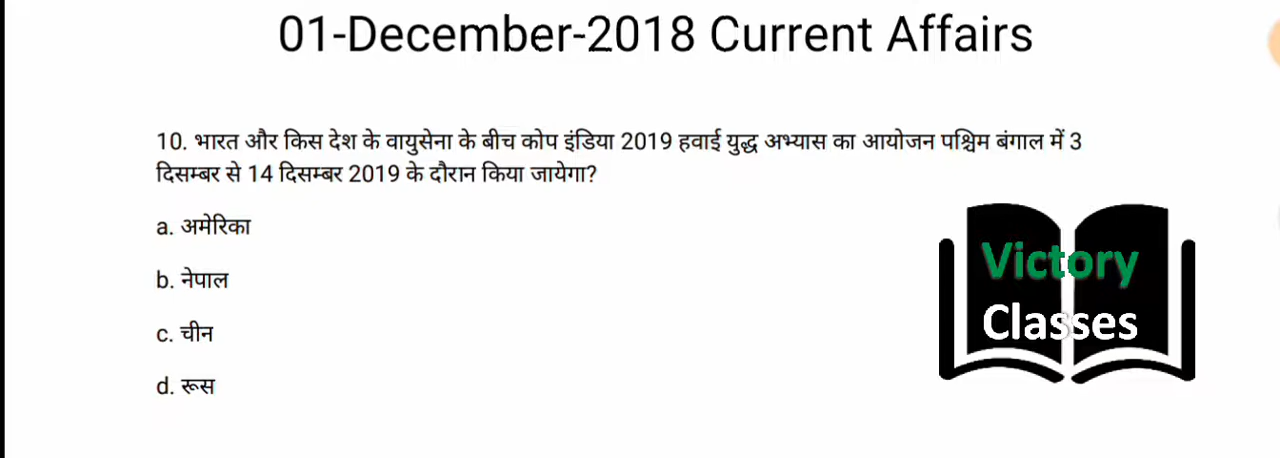 01-December-2018 Current Affairs
10. भारत और किस देश के वायुसेना के बीच कोप इंडिया 2019 हवाई युद्ध अभ्यास का आयोजन पश्चिम बंगाल में 3
दिसम्बर से 14 दिसम्बर 2019 के दौरान किया जायेगा?
a. अमेरिका
b. नेपाल
c. चीन
d. रूस
Victory
Classes